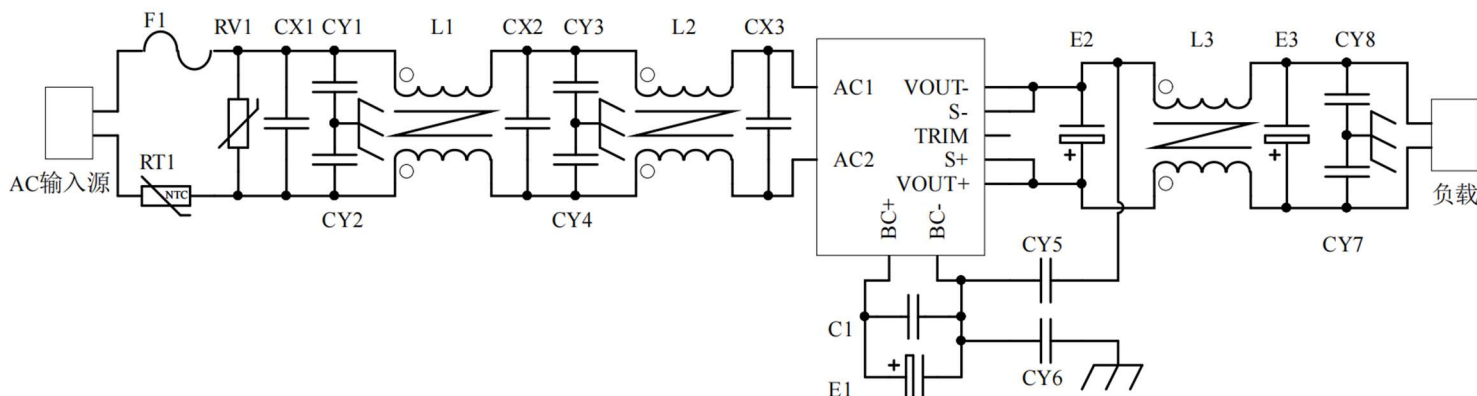 F1 RV1 CX1 CY1 L1 CX2 CY3 L2 CX3 E2 L3 E3 CY8
AC1 VOUT-
S-
TRIM
AC2 S+
VOUT+
BC+ BC-
RT1
NTC
AC输入源
CY2 CY4
负载
CY7
CY5
C1
CY6
E1
+
+
+